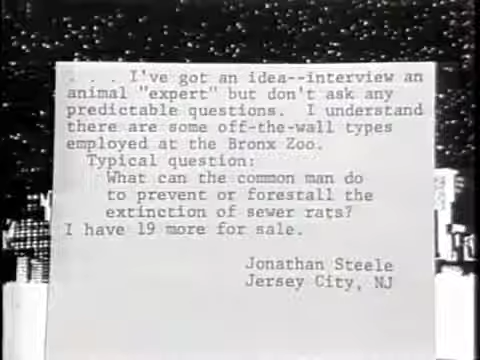 . . . I've got an idea--interview an
animal "expert" but don't ask any
predictable questions. I understand
there are some off-the-wall types
employed at the Bronx Zoo.
Typical question:
What can the common man do
to prevent or forestall the
extinction of sewer rats?
I have 19 more for sale.
Jonathan Steele
Jersey City, NJ